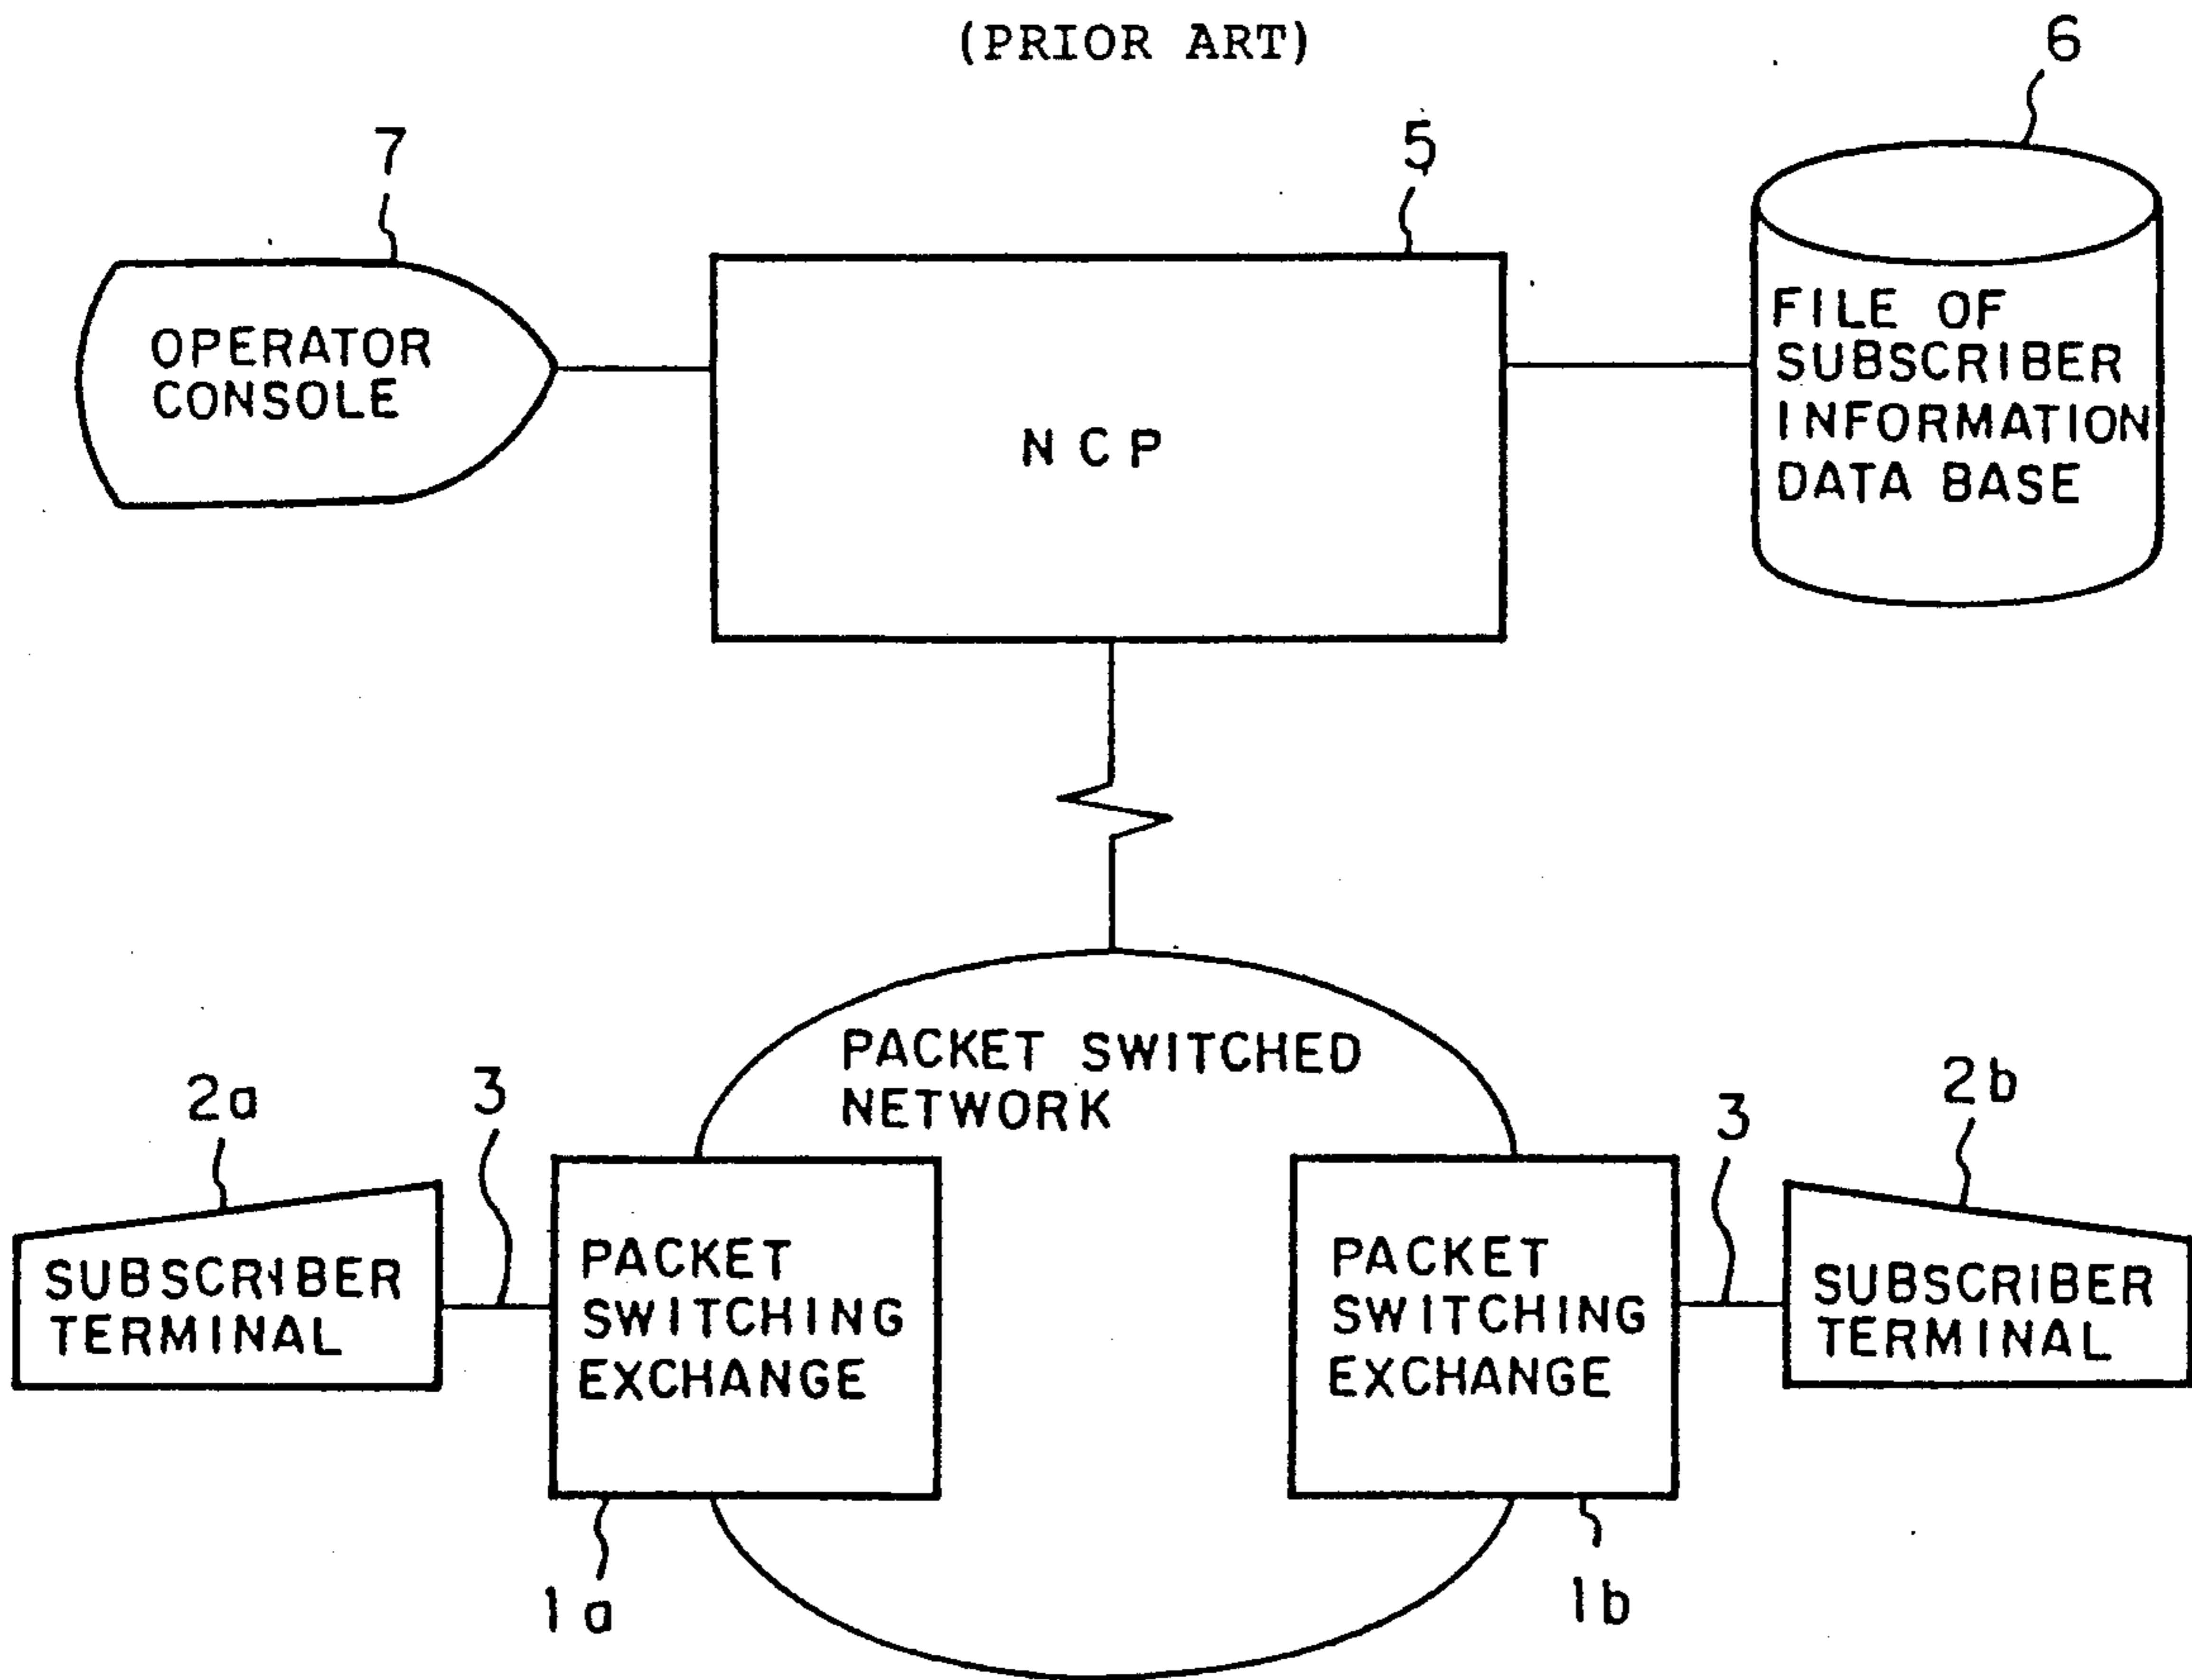 (PRIOR ART)
6
7
5
OPERATOR
CONSOLE
NCP
FILE OF
SUBSCRIBER
INFORMATION
DATA BASE
PACKET SWITCHED
NETWORK
2a
3
3
2b
SUBSCRIBER
TERMINAL
PACKET
SWITCHING
EXCHANGE
PACKET
SWITCHING
EXCHANGE
SUBSCRIBER
TERMINAL
1a
1b